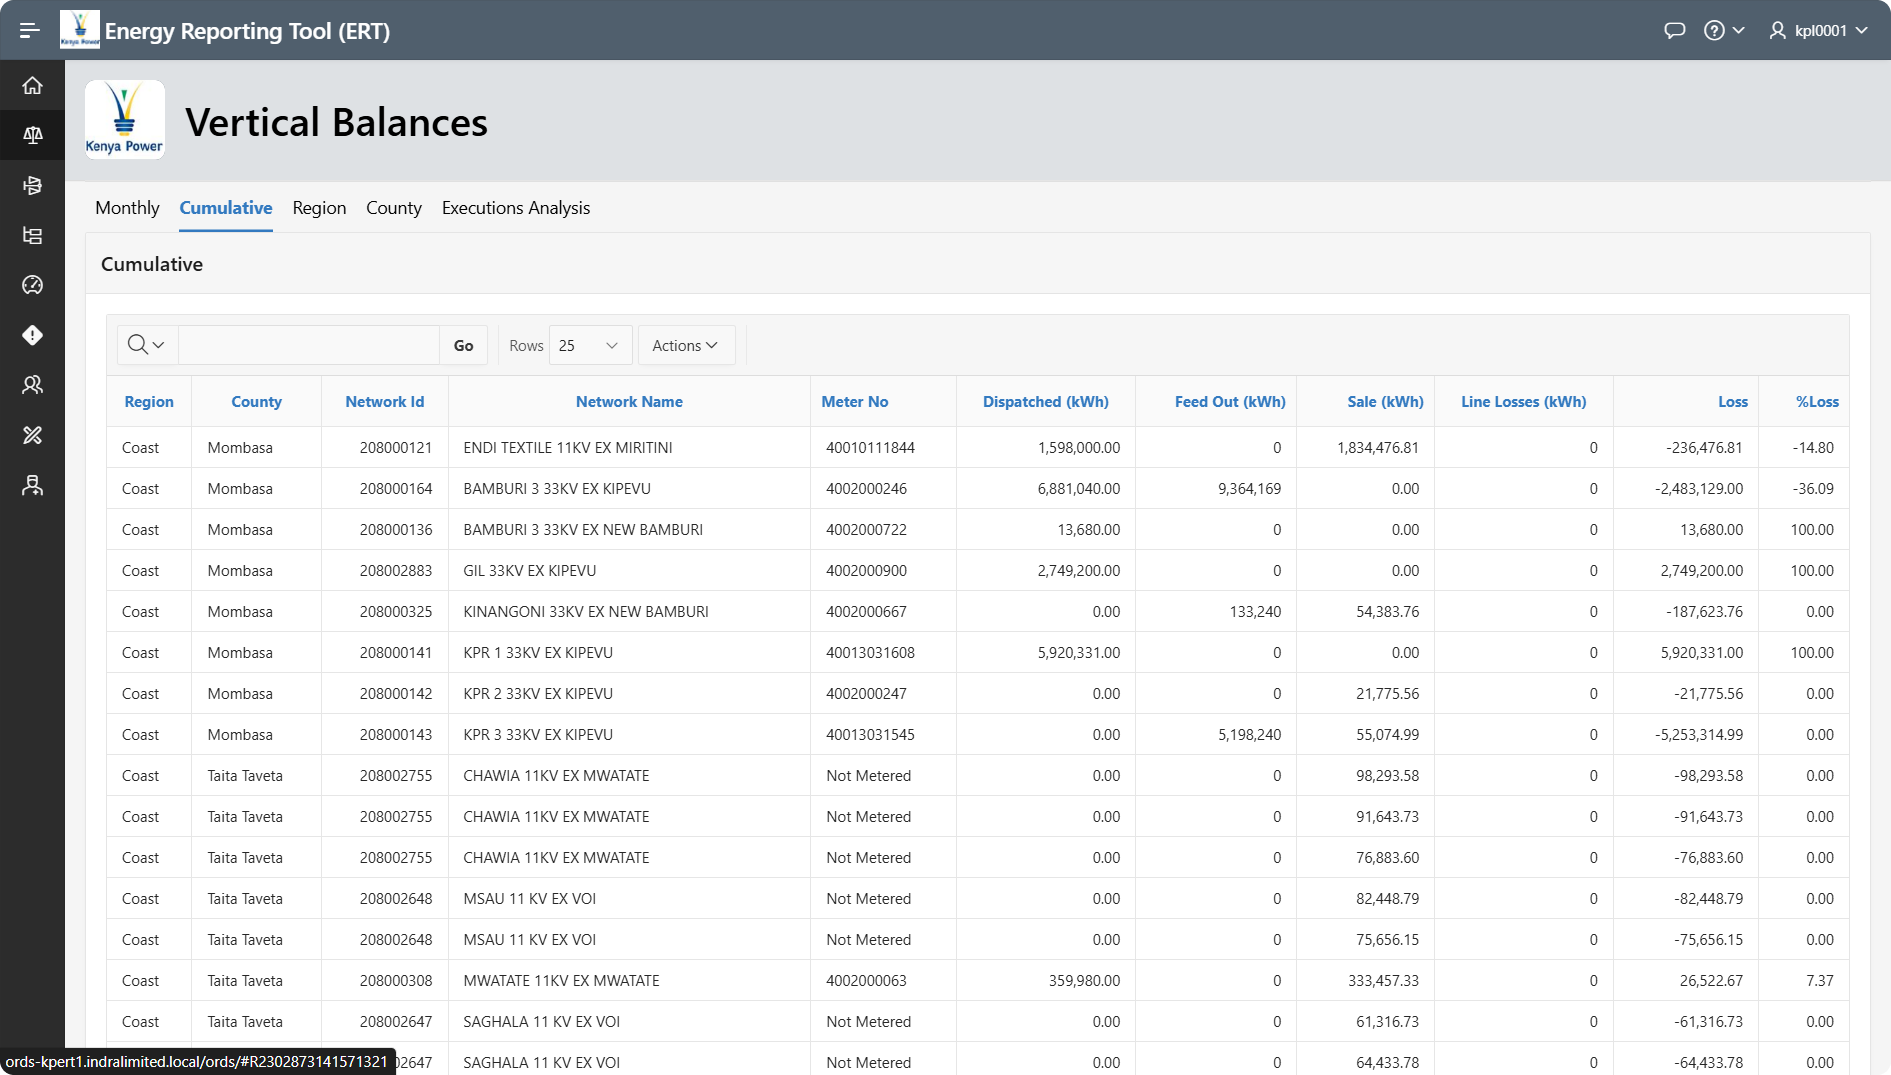 Kenya Power
Energy Reporting Tool (ERT)
kpl0001
Kenya Power
Vertical Balances
Monthly Cumulative Region County Executions Analysis
Cumulative
Go Rows 25 Actions
Region County Network Id Network Name Meter No Dispatched (kWh) Feed Out (kWh) Sale (kWh) Line Losses (kWh) Loss %Loss
Coast Mombasa 208000121 ENDI TEXTILE 11KV EX MIRITINI 40010111844 1,598,000.00 0 1,834,476.81 0 -236,476.81 -14.80
Coast Mombasa 208000164 BAMBURI 3 33KV EX KIPEVU 4002000246 6,881,040.00 9,364,169 0.00 0 -2,483,129.00 -36.09
Coast Mombasa 208000136 BAMBURI 3 33KV EX NEW BAMBURI 4002000722 13,680.00 0 0.00 0 13,680.00 100.00
Coast Mombasa 208002883 GIL 33KV EX KIPEVU 4002000900 2,749,200.00 0 0.00 0 2,749,200.00 100.00
Coast Mombasa 208000325 KINANGONI 33KV EX NEW BAMBURI 4002000667 0.00 133,240 54,383.76 0 -187,623.76 0.00
Coast Mombasa 208000141 KPR 1 33KV EX KIPEVU 40013031608 5,920,331.00 0 0.00 0 5,920,331.00 100.00
Coast Mombasa 208000142 KPR 2 33KV EX KIPEVU 4002000247 0.00 0 21,775.56 0 -21,775.56 0.00
Coast Mombasa 208000143 KPR 3 33KV EX KIPEVU 40013031545 0.00 5,198,240 55,074.99 0 -5,253,314.99 0.00
Coast Taita Taveta 208002755 CHAWIA 11KV EX MWATATE Not Metered 0.00 0 98,293.58 0 -98,293.58 0.00
Coast Taita Taveta 208002755 CHAWIA 11KV EX MWATATE Not Metered 0.00 0 91,643.73 0 -91,643.73 0.00
Coast Taita Taveta 208002755 CHAWIA 11KV EX MWATATE Not Metered 0.00 0 76,883.60 0 -76,883.60 0.00
Coast Taita Taveta 208002648 MSAU 11 KV EX VOI Not Metered 0.00 0 82,448.79 0 -82,448.79 0.00
Coast Taita Taveta 208002648 MSAU 11 KV EX VOI Not Metered 0.00 0 75,656.15 0 -75,656.15 0.00
Coast Taita Taveta 208000308 MWATATE 11KV EX MWATATE 4002000063 359,980.00 0 333,457.33 0 26,522.67 7.37
Coast Taita Taveta 208002647 SAGHALA 11 KV EX VOI Not Metered 0.00 0 61,316.73 0 -61,316.73 0.00
ords-kpert1.indralimited.local/ords/#R2302873141571321 02647 SAGHALA 11 KV EX VOI Not Metered 0.00 0 64,433.78 0 -64,433.78 0.00